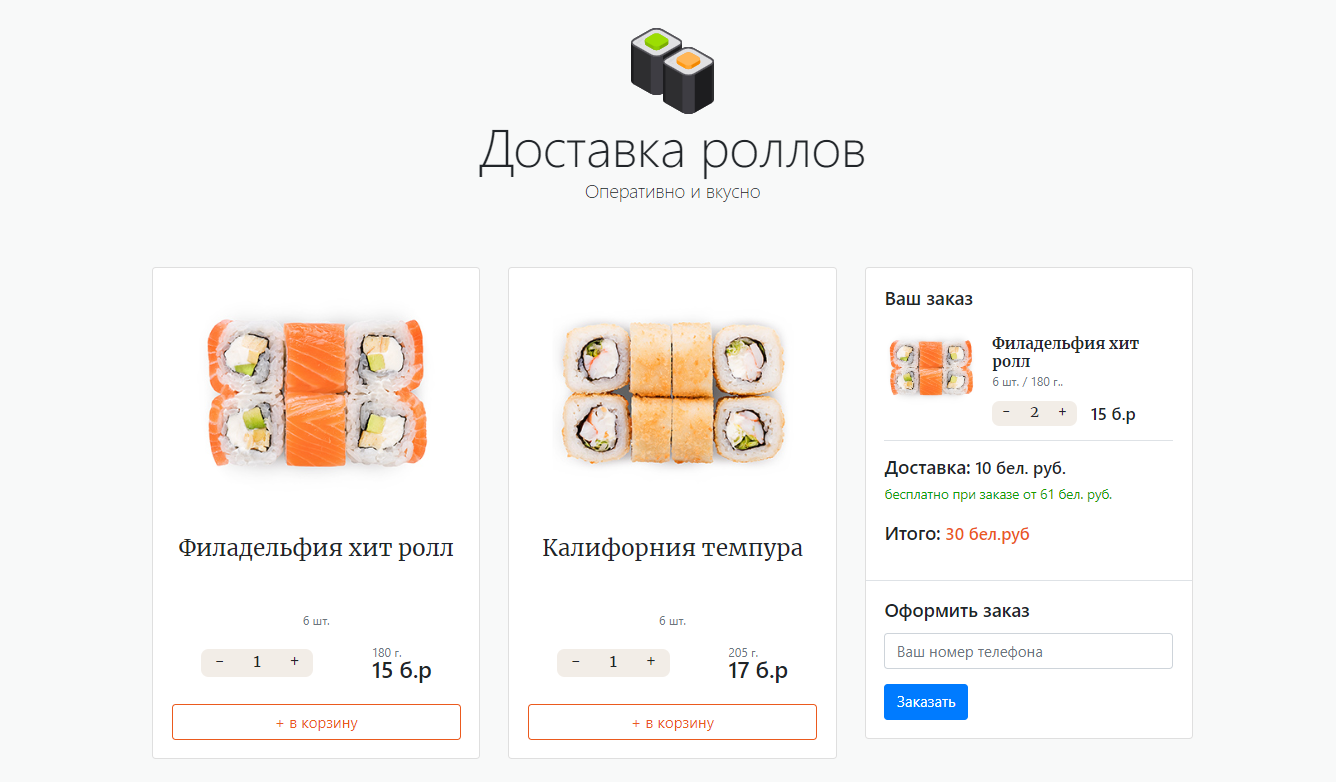 Доставка роллов
Оперативно и вкусно
Филадельфия хит ролл
6 шт.
- 1 +
180 г.
15 б.р
+ в корзину
Калифорния темпура
6 шт.
- 1 +
205 г.
17 б.р
+ в корзину
Ваш заказ
Филадельфия хит
ролл
6 шт. / 180 г..
- 2 + 15 б.р
Доставка: 10 бел. руб.
бесплатно при заказе от 61 бел. руб.
Итого: 30 бел.руб
Оформить заказ
Ваш номер телефона
Заказать